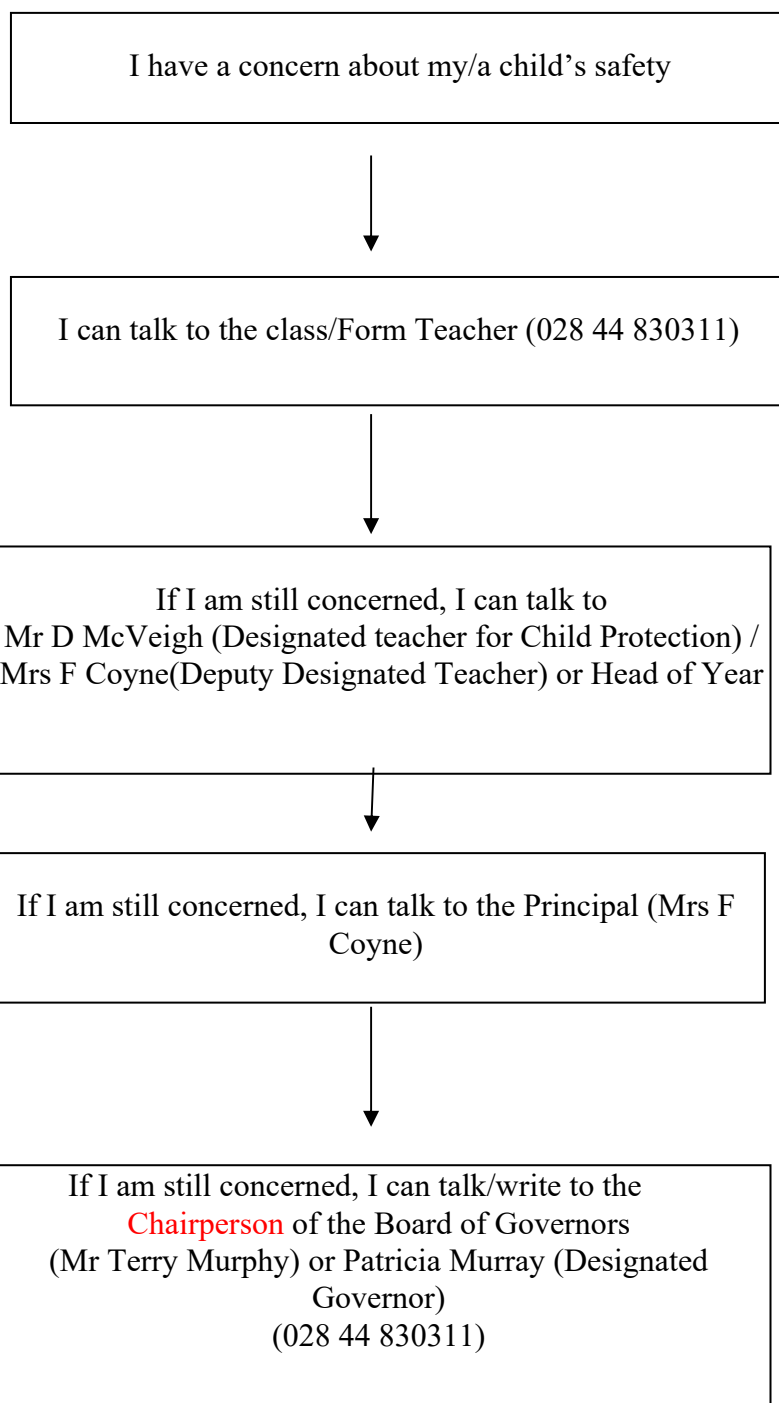 I have a concern about my/a child’s safety
I can talk to the class/Form Teacher (028 44 830311)
If I am still concerned, I can talk to
Mr D McVeigh (Designated teacher for Child Protection) /
Mrs F Coyne(Deputy Designated Teacher) or Head of Year
If I am still concerned, I can talk to the Principal (Mrs F
Coyne)
If I am still concerned, I can talk/write to the
Chairperson of the Board of Governors
(Mr Terry Murphy) or Patricia Murray (Designated
Governor)
(028 44 830311)